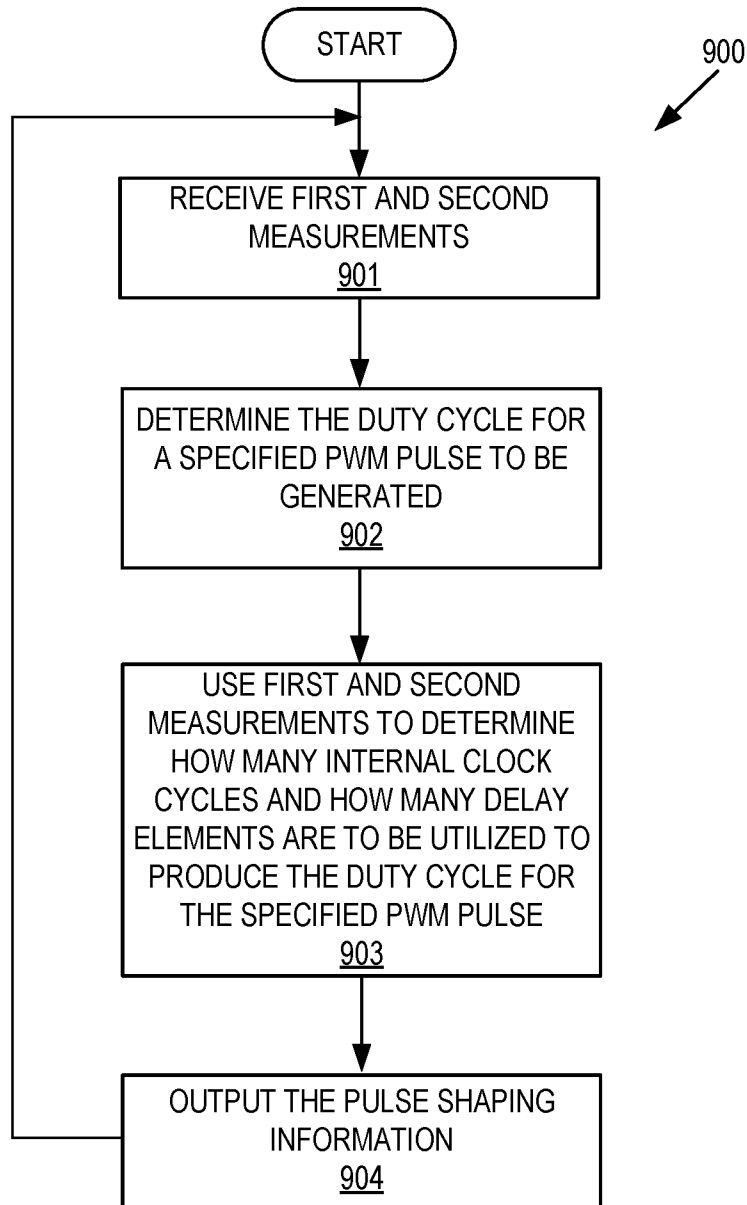 START
900
RECEIVE FIRST AND SECOND
MEASUREMENTS
901
DETERMINE THE DUTY CYCLE FOR
A SPECIFIED PWM PULSE TO BE
GENERATED
902
USE FIRST AND SECOND
MEASUREMENTS TO DETERMINE
HOW MANY INTERNAL CLOCK
CYCLES AND HOW MANY DELAY
ELEMENTS ARE TO BE UTILIZED TO
PRODUCE THE DUTY CYCLE FOR
THE SPECIFIED PWM PULSE
903
OUTPUT THE PULSE SHAPING
INFORMATION
904